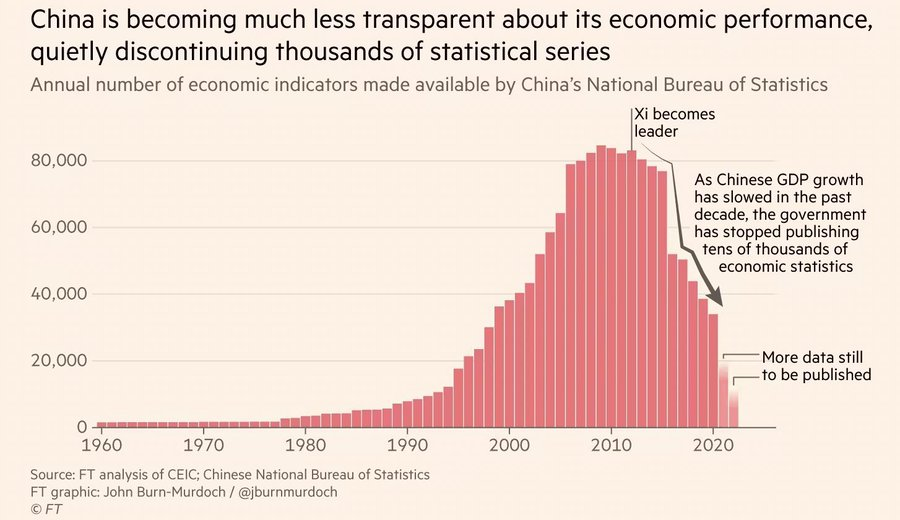 China is becoming much less transparent about its economic performance,
quietly discontinuing thousands of statistical series
Annual number of economic indicators made available by China's National Bureau of Statistics
Xi becomes
leader
80,000
As Chinese GDP growth
has slowed in the past
decade, the government
has stopped publishing
tens of thousands of
economic statistics
60,000
40,000
20,000
More data still
to be published
0
1960 1970 1980 1990 2000 2010 2020
Source: FT analysis of CEIC; Chinese National Bureau of Statistics
FT graphic: John Burn-Murdoch / @jburnmurdoch
© FT